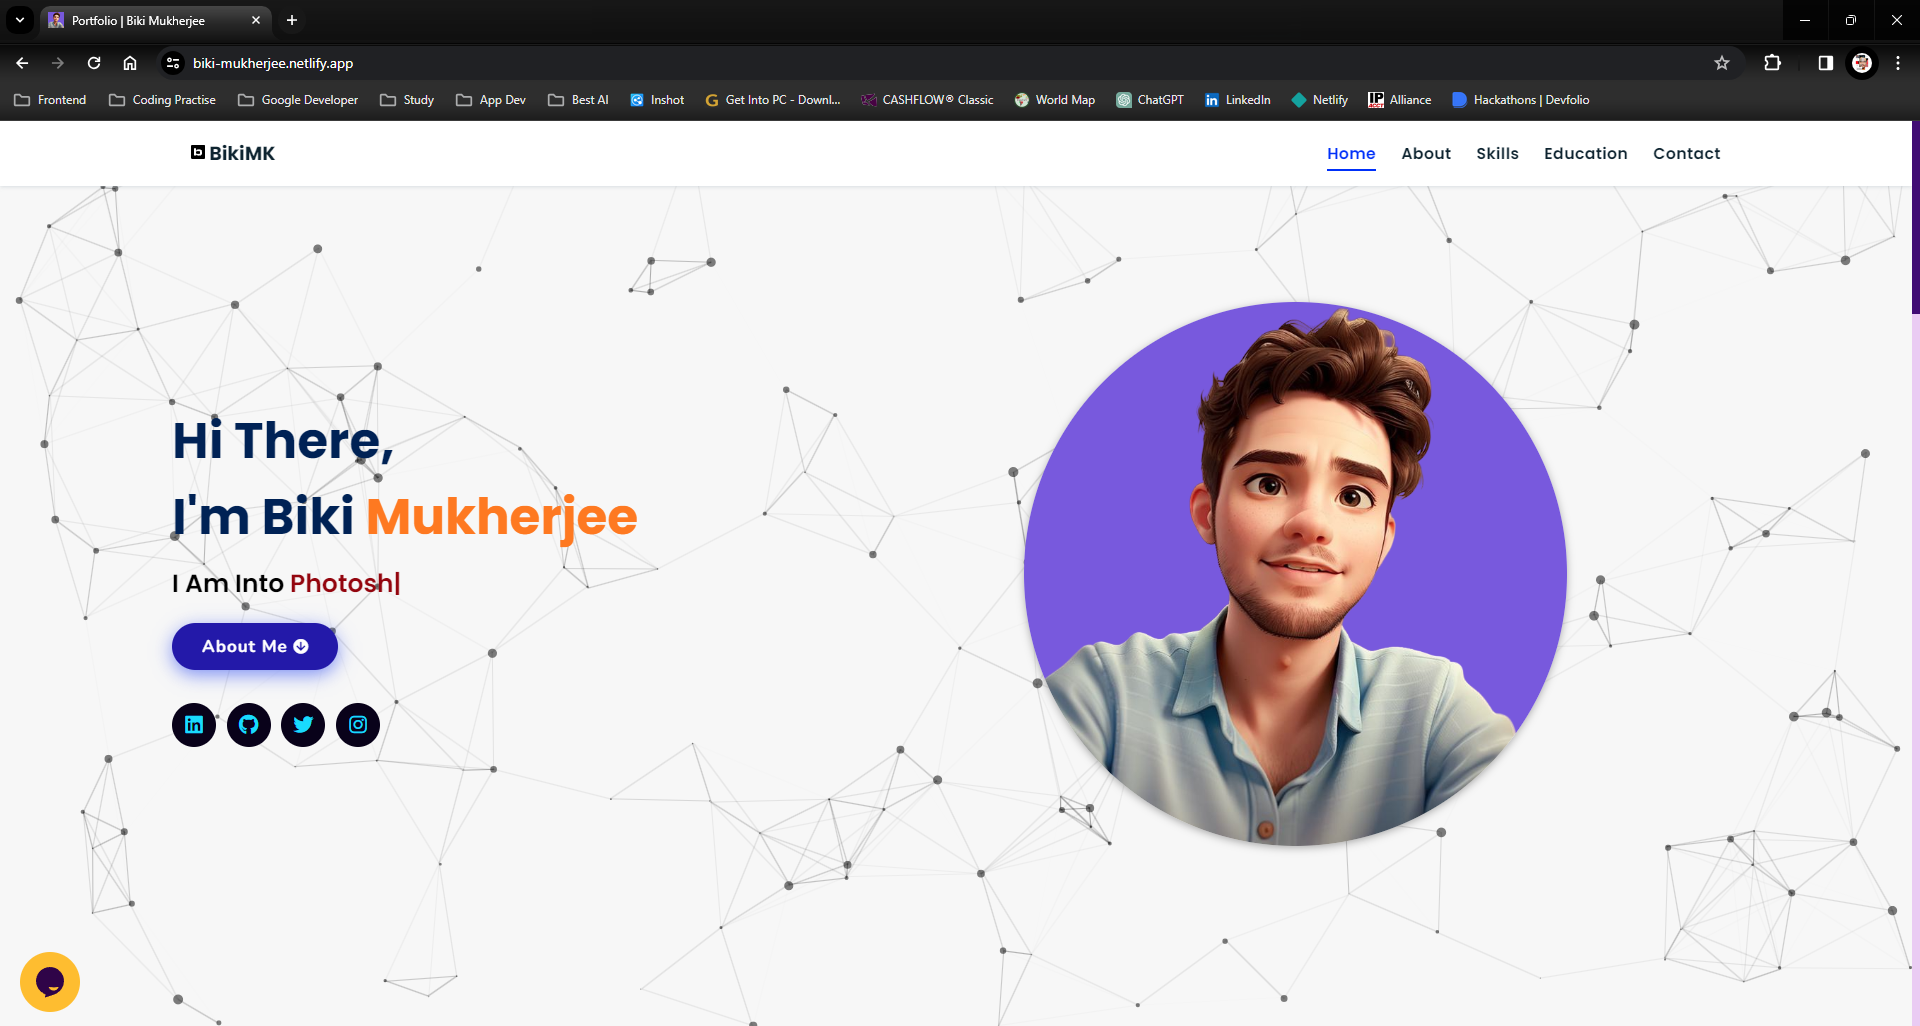 Portfolio | Biki Mukherjee
biki-mukherjee.netlify.app
Frontend Coding Practise Google Developer Study App Dev Best AI Inshot Get Into PC - Downl... CASHFLOW® Classic World Map ChatGPT LinkedIn Netlify Alliance Hackathons | Devfolio
BikiMK Home About Skills Education Contact
Hi There,
I'm Biki Mukherjee
I Am Into Photosh|
About Me